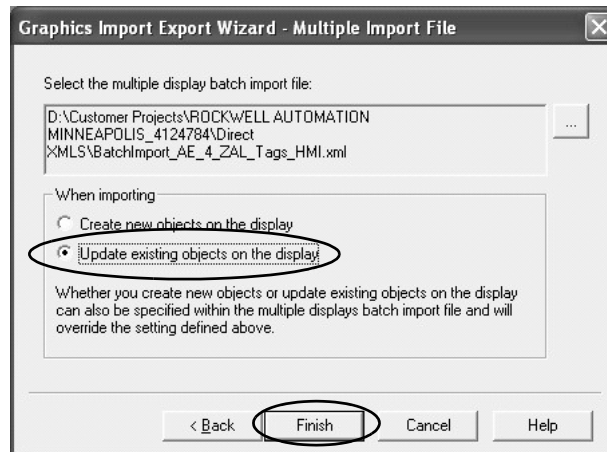 Graphics Import Export Wizard - Multiple Import File
Select the multiple display batch import file:
D:\Customer Projects\ROCKWELL AUTOMATION
MINNEAPOLIS_4124784\Direct
XMLS\BatchImport_AE_4_ZAL_Tags_HMI.xml
...
When importing
Create new objects on the display
Update existing objects on the display
Whether you create new objects or update existing objects on the display
can also be specified within the multiple displays batch import file and will
override the setting defined above.
< Back
Finish
Cancel
Help